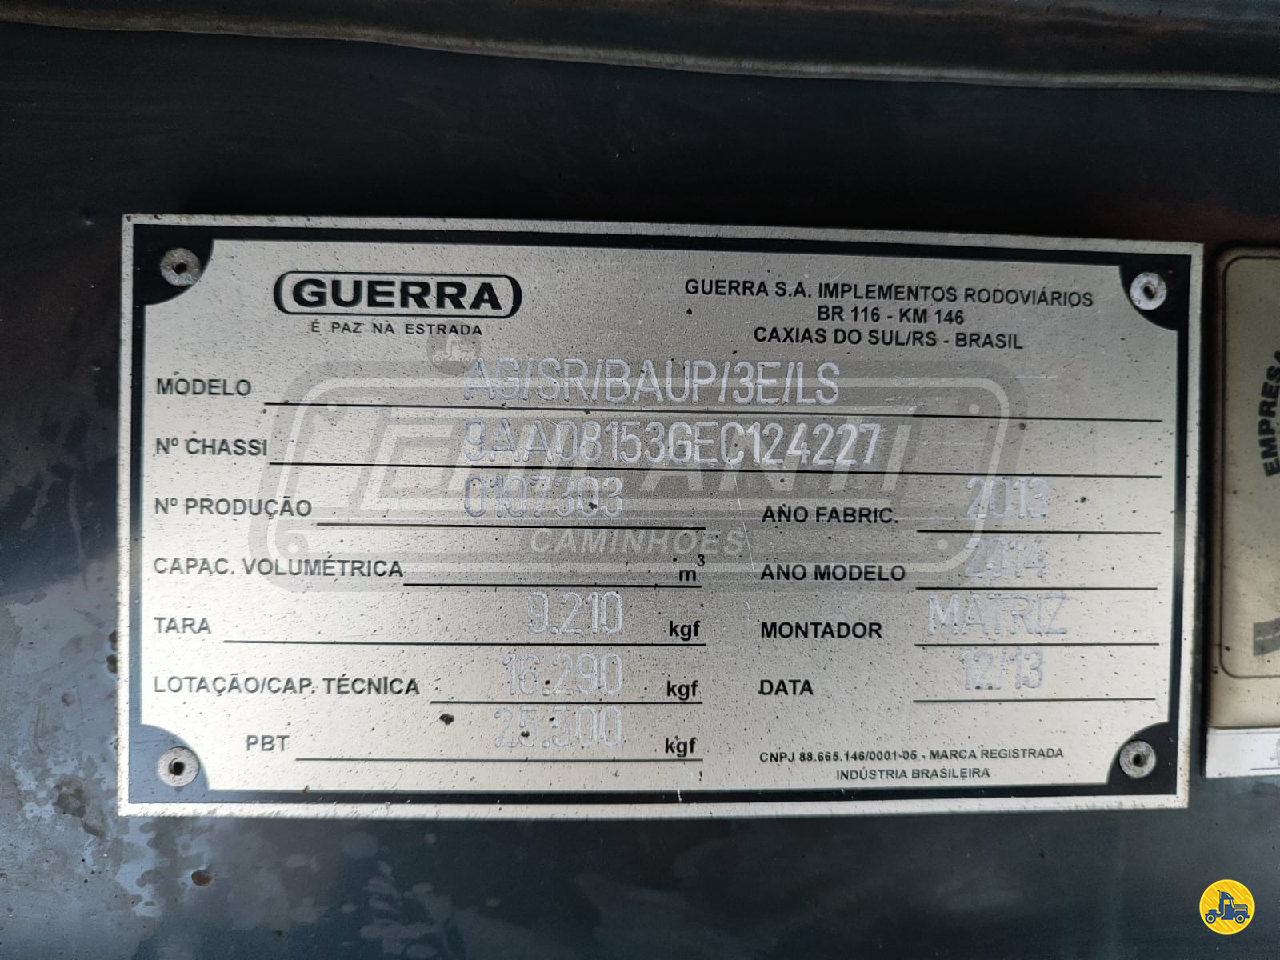 GUERRA
É PAZ NA ESTRADA
GUERRA S.A. IMPLEMENTOS RODOVIÁRIOS
BR 116 - KM 146
CAXIAS DO SUL/RS - BRASIL
MODELO AG/SR/BAUP/3E/LS
Nº CHASSI 9AA08153GEC124227
Nº PRODUÇÃO 0107303
AÑO FABRIC. 2013
CAPAC. VOLUMÉTRICA m³
ANO MODELO 2014
TARA 9.210 kgf
MONTADOR MATRIZ
LOTAÇÃO/CAP. TÉCNICA 16.290 kgf
DATA 12/13
PBT 25.500 kgf
CNPJ 88.665.146/0001-05 - MARCA REGISTRADA
INDÚSTRIA BRASILEIRA
CAMINHÕES
EMPRESA